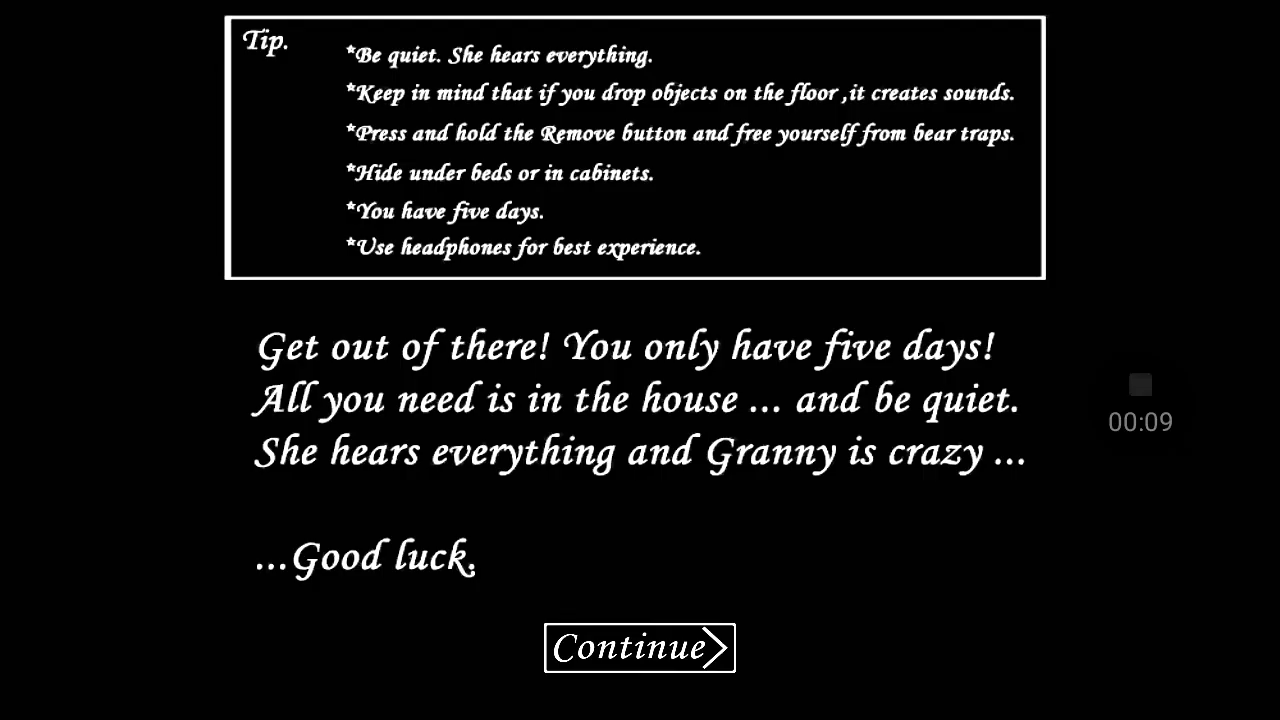 Tip.
*Be quiet. She hears everything.
*Keep in mind that if you drop objects on the floor ,it creates sounds.
*Press and hold the Remove button and free yourself from bear traps.
*Hide under beds or in cabinets.
*You have five days.
*Use headphones for best experience.
Get out of there! You only have five days!
All you need is in the house ... and be quiet.
She hears everything and Granny is crazy ...
...Good luck.
00:09
Continue